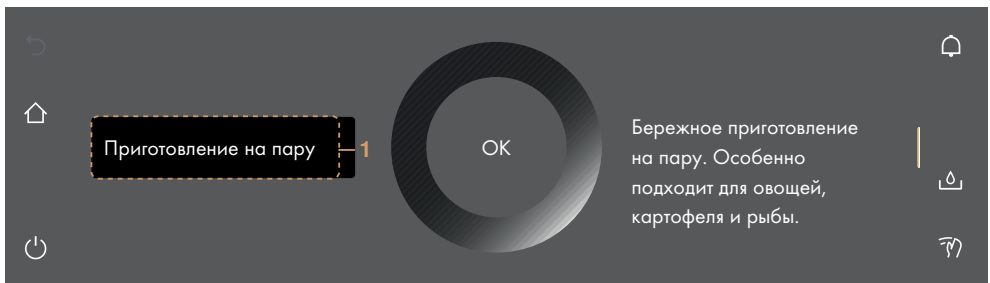 Приготовление на пару
1
OK
Бережное приготовление
на пару. Особенно
подходит для овощей,
картофеля и рыбы.